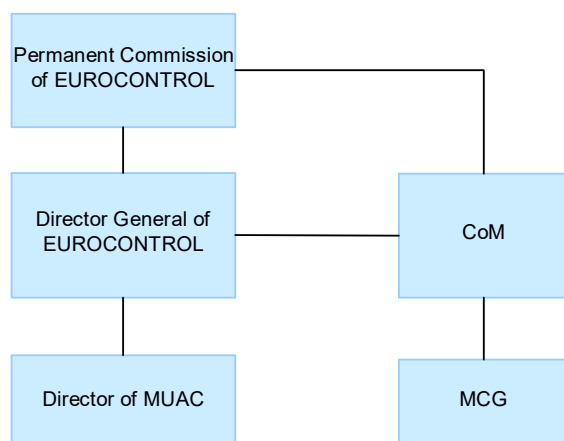 Permanent Commission
of EUROCONTROL
Director General of
EUROCONTROL
CoM
Director of MUAC
MCG